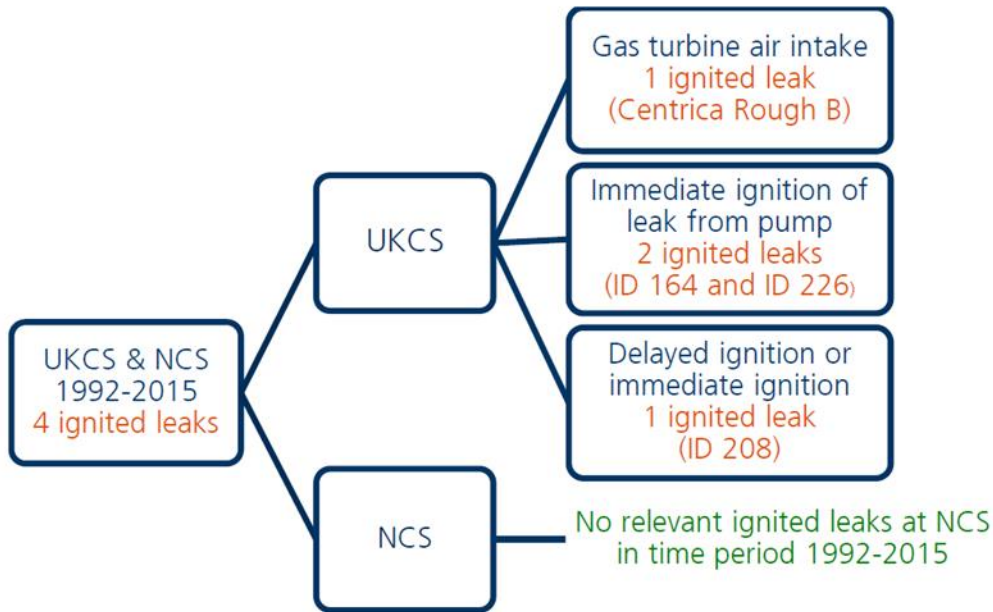 Gas turbine air intake
1 ignited leak
(Centrica Rough B)
UKCS
Immediate ignition of
leak from pump
2 ignited leaks
(ID 164 and ID 226)
UKCS & NCS
1992-2015
4 ignited leaks
Delayed ignition or
immediate ignition
1 ignited leak
(ID 208)
NCS
No relevant ignited leaks at NCS
in time period 1992-2015